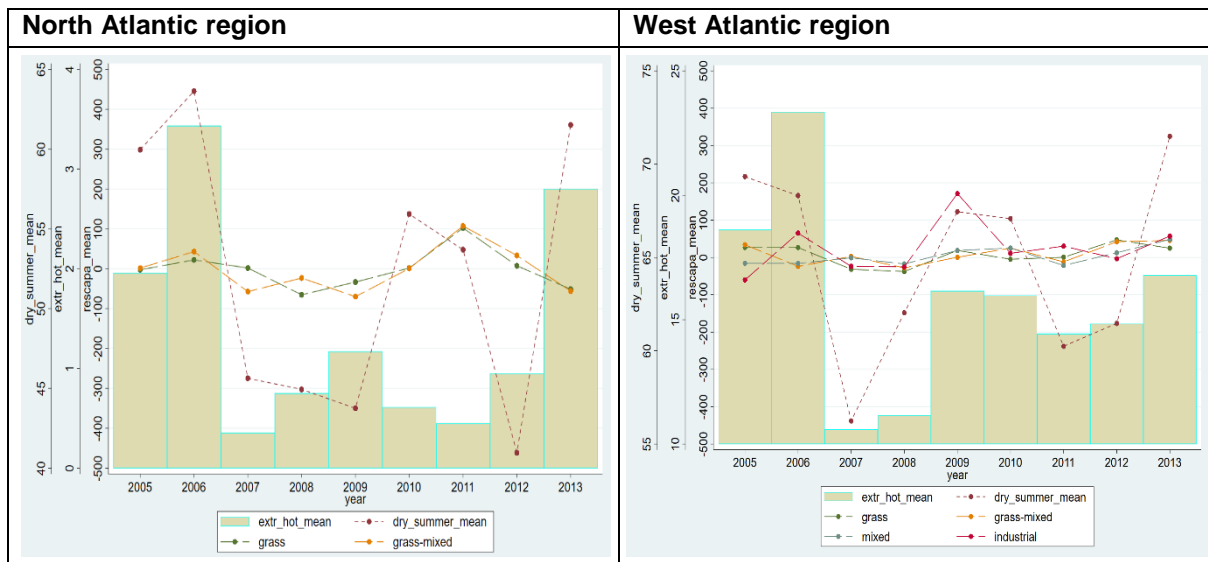 North Atlantic region
West Atlantic region
dry_summer_mean
40 45 50 55 60 65
extr_hot_mean
0 1 2 3 4
rescapa_mean
-500 -400 -300 -200 -100 0 100 200 300 400 500
2005 2006 2007 2008 2009 2010 2011 2012 2013
year
extr_hot_mean dry_summer_mean
grass grass-mixed
dry_summer_mean
55 60 65 70 75
extr_hot_mean
10 15 20 25
rescapa_mean
-500 -400 -300 -200 -100 0 100 200 300 400 500
2005 2006 2007 2008 2009 2010 2011 2012 2013
year
extr_hot_mean dry_summer_mean
grass grass-mixed
mixed industrial